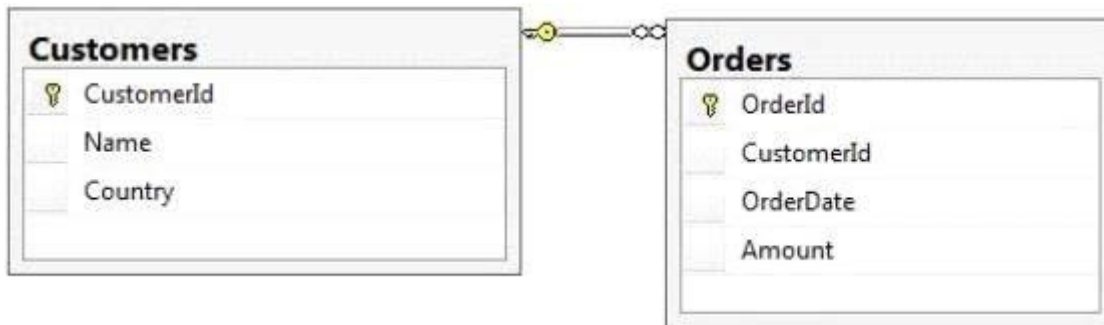 Customers
CustomerId
Name
Country
Orders
OrderId
CustomerId
OrderDate
Amount